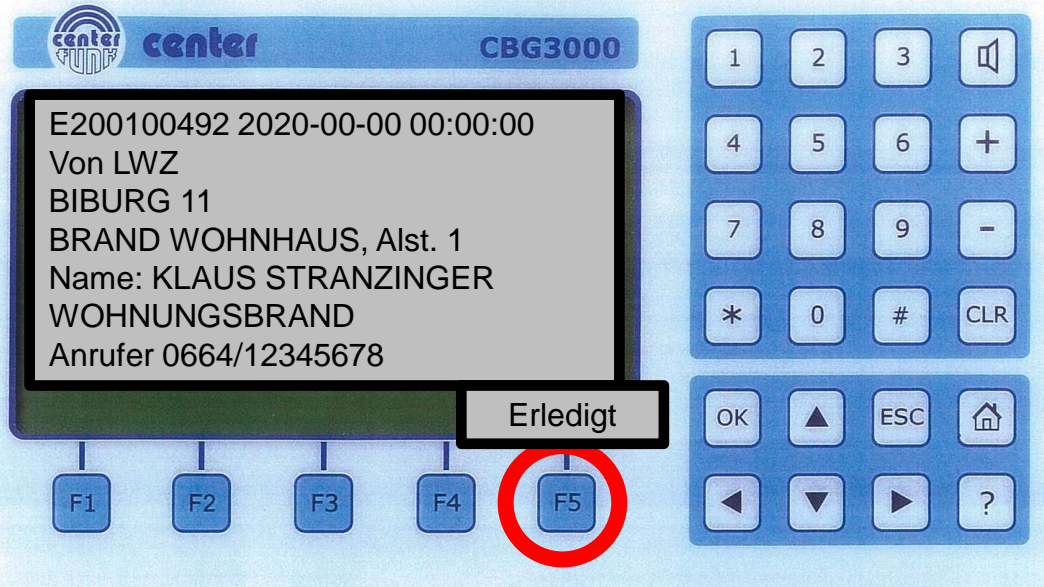 center
FUNK
center
CBG3000
E200100492 2020-00-00 00:00:00
Von LWZ
BIBURG 11
BRAND WOHNHAUS, Alst. 1
Name: KLAUS STRANZINGER
WOHNUNGSBRAND
Anrufer 0664/12345678
Erledigt
F1 F2 F3 F4 F5
1 2 3
4 5 6 +
7 8 9 -
* 0 # CLR
OK ESC
?